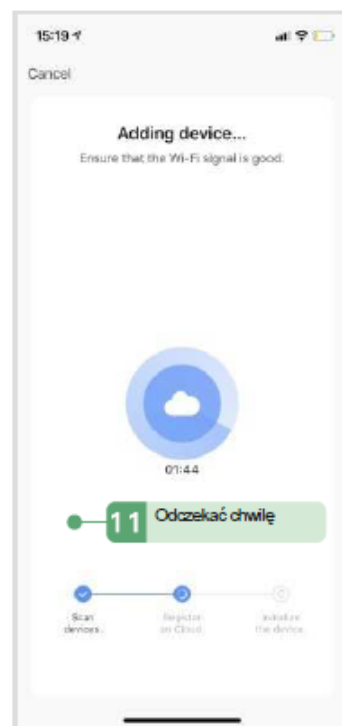 15:19
Cancel
Adding device...
Ensure that the Wi-Fi signal is good.
01:44
11 Odczekać chwilę
Scan
devices.
Register
on Cloud.
Initialize
the device.